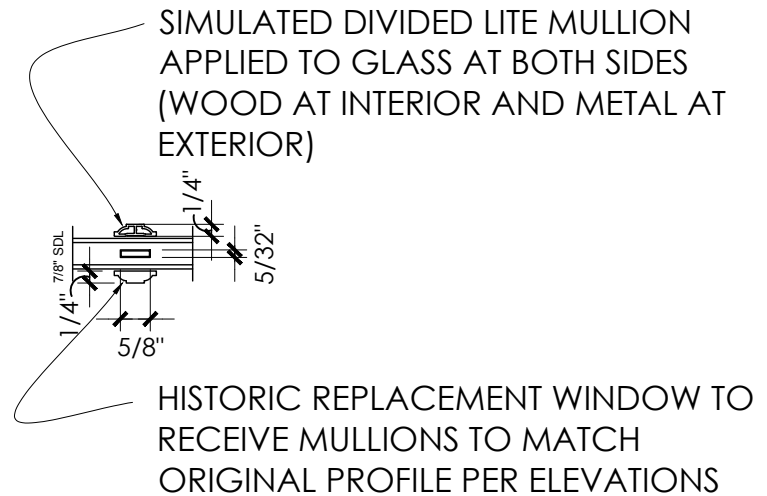 SIMULATED DIVIDED LITE MULLION
APPLIED TO GLASS AT BOTH SIDES
(WOOD AT INTERIOR AND METAL AT
EXTERIOR)
1/4"
7/8" SDL
5/32"
1/4"
5/8"
HISTORIC REPLACEMENT WINDOW TO
RECEIVE MULLIONS TO MATCH
ORIGINAL PROFILE PER ELEVATIONS